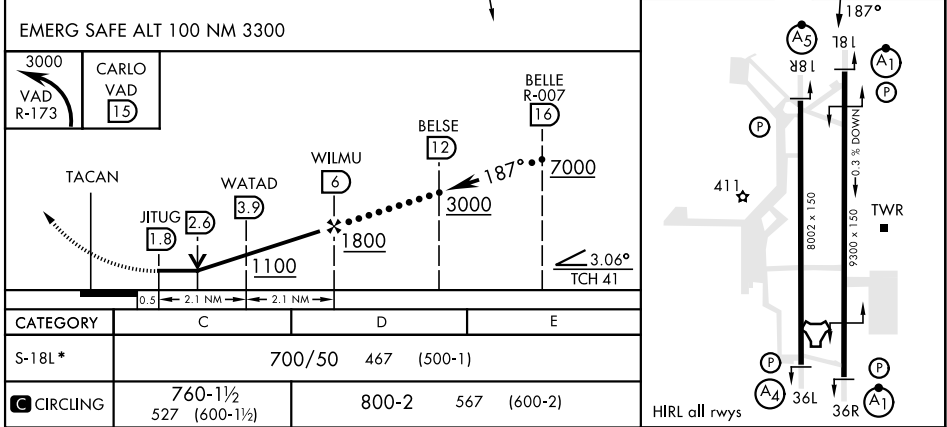 EMERG SAFE ALT 100 NM 3300
3000
VAD
R-173
CARLO
VAD
15
BELLE
R-007
16
BELSE
12
WILMU
6
187°
7000
TACAN
WATAD
3.9
3000
JITUG
1.8
2.6
1800
1100
3.06°
TCH 41
0.5
2.1 NM
2.1 NM
CATEGORY C D E
S-18L* 700/50 467 (500-1)
C CIRCLING 760-1½ 527 (600-1½) 800-2 567 (600-2)
187°
A5
18R
18L
A1
P
P
0.3 % DOWN
411
TWR
8002 x 150
9300 x 150
P
P
A4
36L
36R
A1
HIRL all rwys